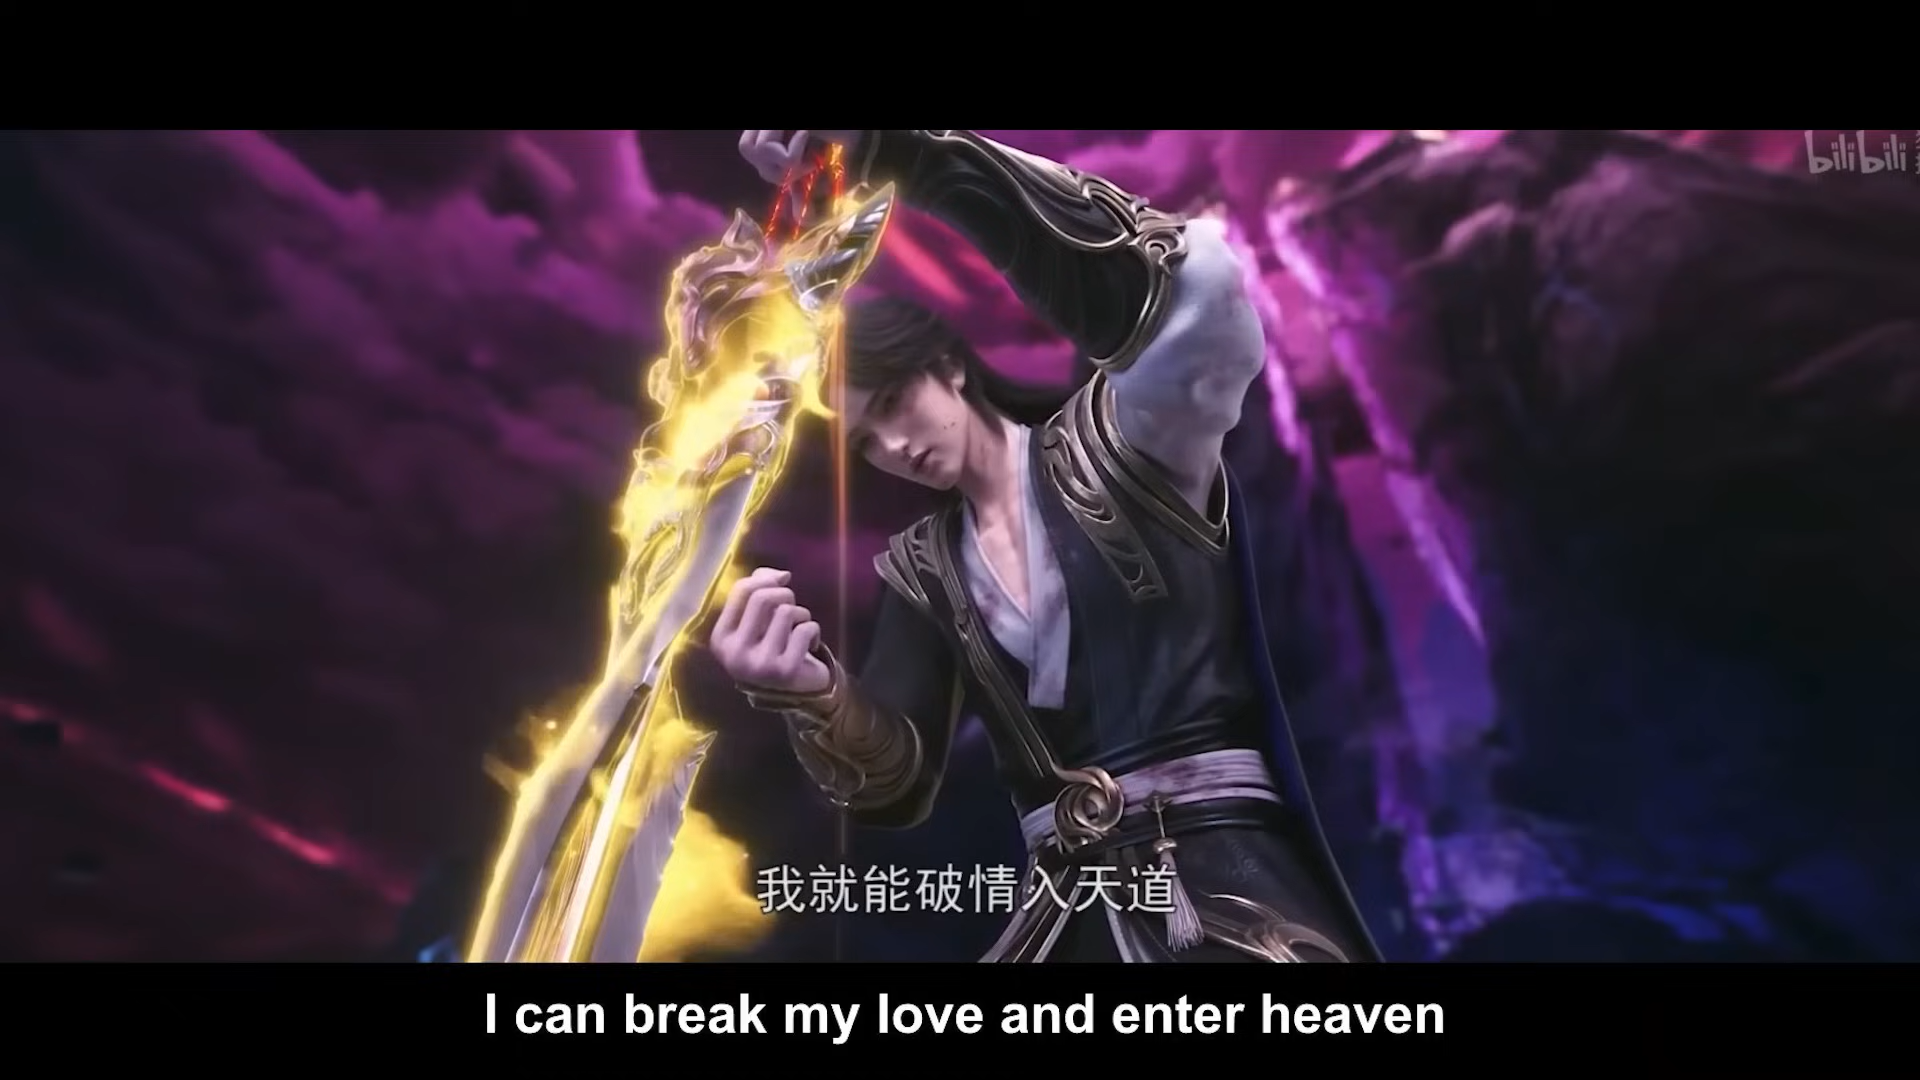 bilibili
我就能破情入天道
I can break my love and enter heaven